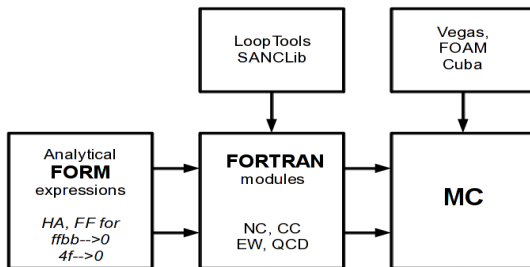 LoopTools
SANCLib
Vegas,
FOAM
Cuba
Analytical
FORM
expressions
HA, FF for
ffbb-->0
4f-->0
FORTRAN
modules
NC, CC
EW, QCD
MC